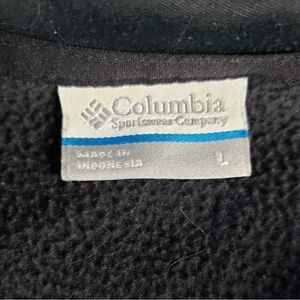 Columbia
Sportswear Company
MADE IN
INDONESIA
L